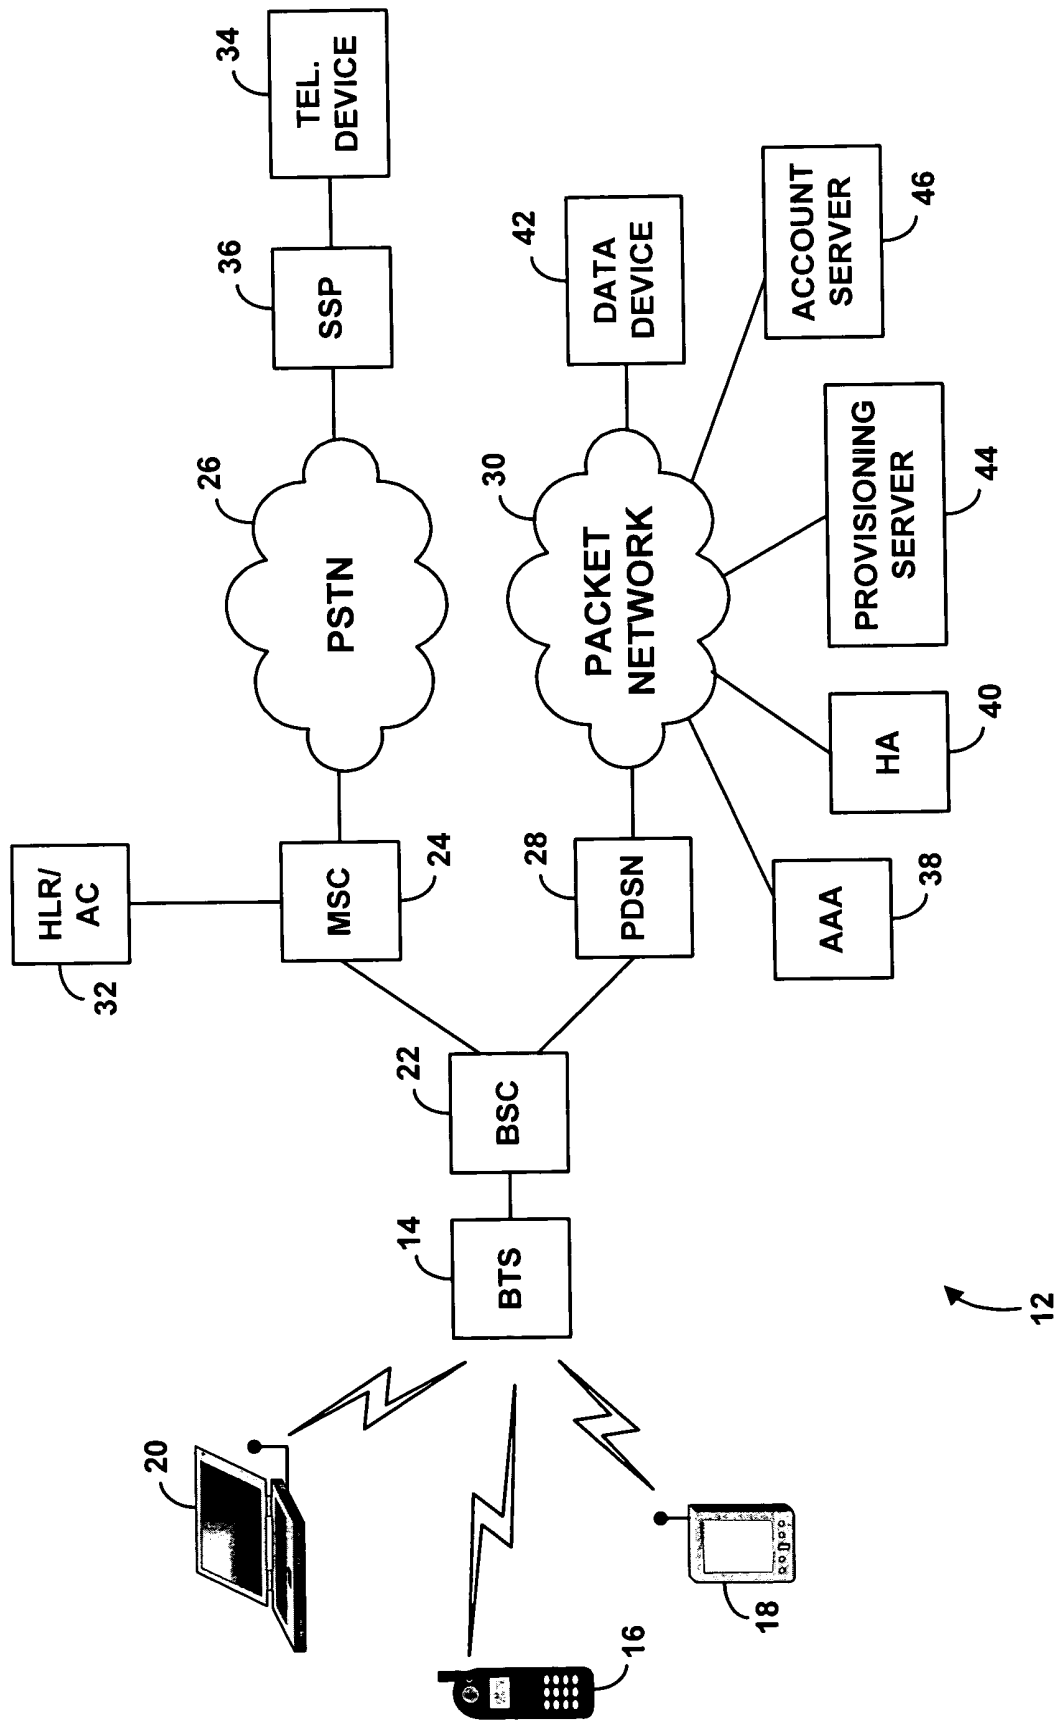 34
TEL.
DEVICE
36
SSP
26
PSTN
HLR/
AC
32
MSC
24
42
DATA
DEVICE
30
PACKET
NETWORK
28
PDSN
ACCOUNT
SERVER
46
PROVISIONING
SERVER
44
HA
40
AAA
38
22
BSC
14
BTS
20
16
18
12